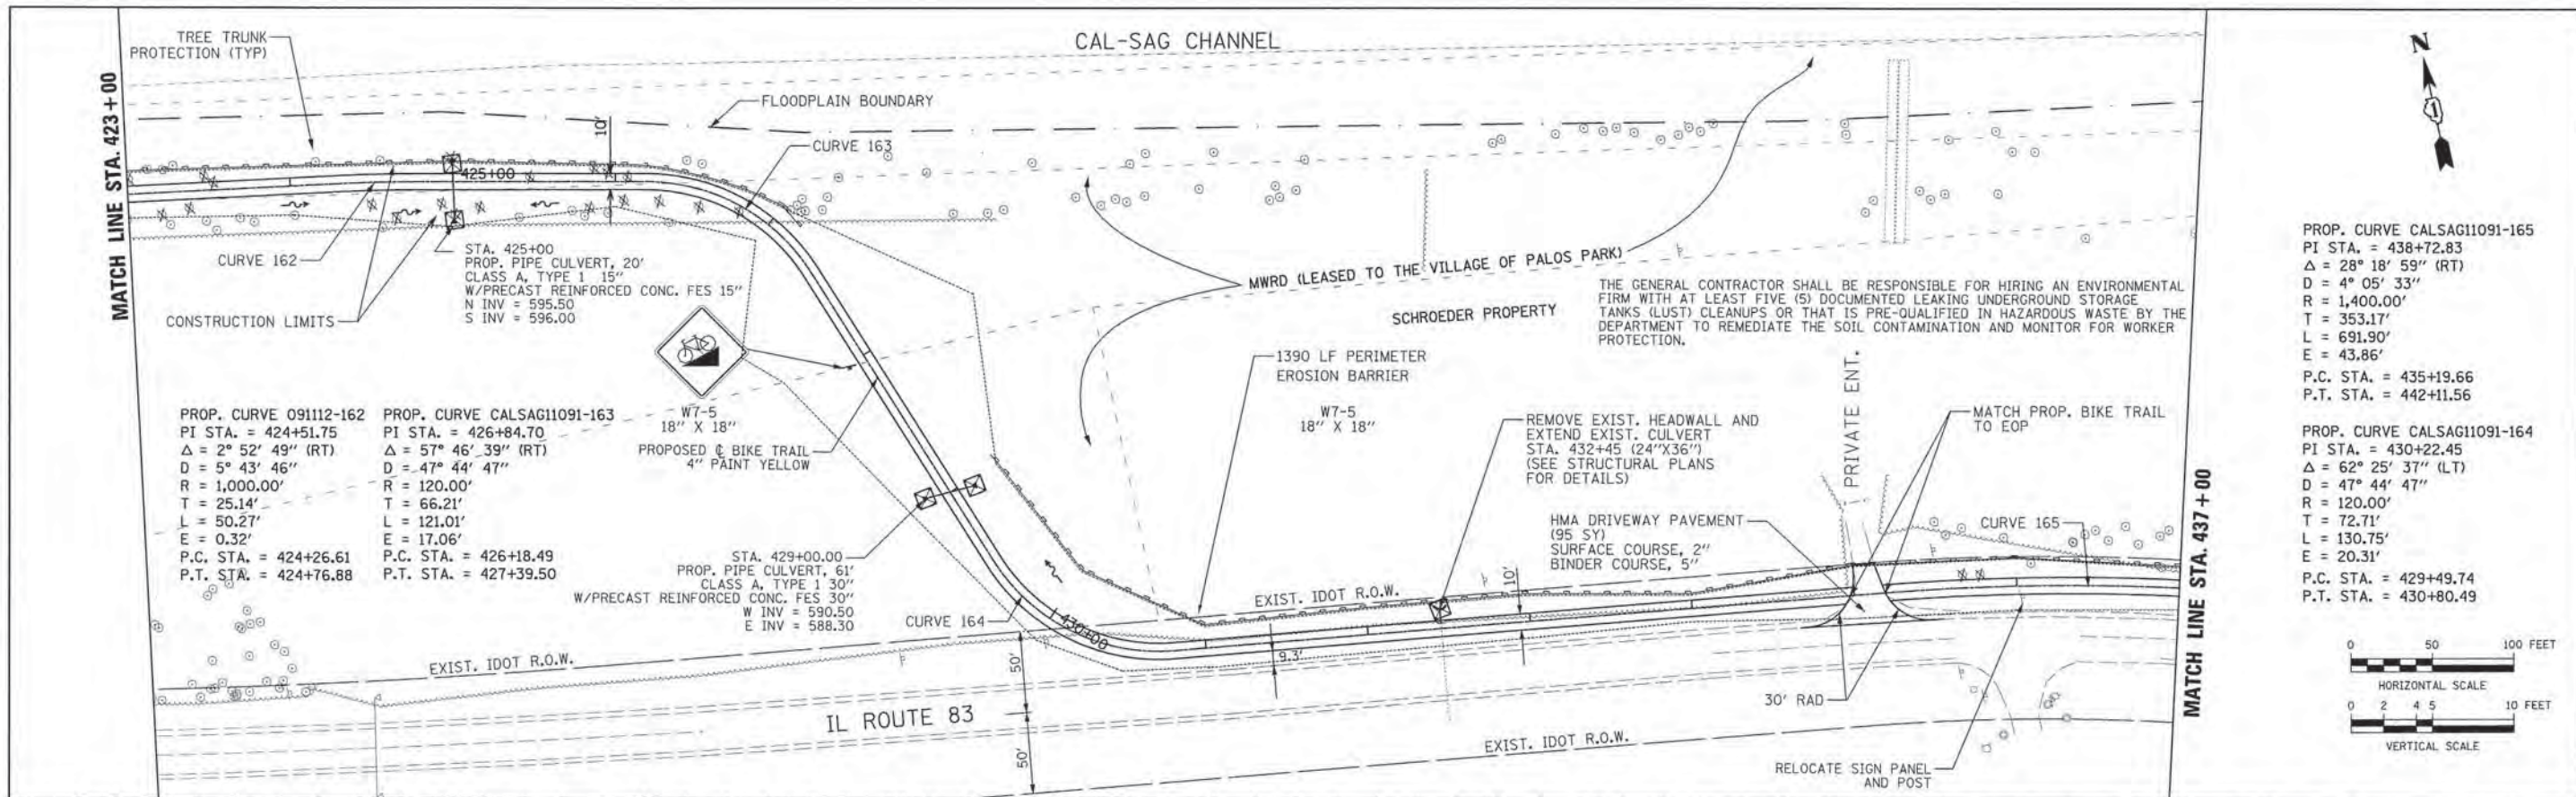 CAL-SAG CHANNEL
TREE TRUNK
PROTECTION (TYP)
MATCH LINE STA. 423+00
FLOODPLAIN BOUNDARY
10'
CURVE 163
425+00
CURVE 162
CONSTRUCTION LIMITS
STA. 425+00
PROP. PIPE CULVERT, 20'
CLASS A, TYPE 1 15"
W/PRECAST REINFORCED CONC. FES 15"
N INV = 595.50
S INV = 596.00
MWRD (LEASED TO THE VILLAGE OF PALOS PARK)
SCHROEDER PROPERTY
THE GENERAL CONTRACTOR SHALL BE RESPONSIBLE FOR HIRING AN ENVIRONMENTAL
FIRM WITH AT LEAST FIVE (5) DOCUMENTED LEAKING UNDERGROUND STORAGE
TANKS (LUST) CLEANUPS OR THAT IS PRE-QUALIFIED IN HAZARDOUS WASTE BY THE
DEPARTMENT TO REMEDIATE THE SOIL CONTAMINATION AND MONITOR FOR WORKER
PROTECTION.
PROP. CURVE 091112-162
PI STA. = 424+51.75
Δ = 2° 52' 49" (RT)
D = 5° 43' 46"
R = 1,000.00'
T = 25.14'
L = 50.27'
E = 0.32'
P.C. STA. = 424+26.61
P.T. STA. = 424+76.88
PROP. CURVE CALSAG11091-163
PI STA. = 426+84.70
Δ = 57° 46' 39" (RT)
D = 47° 44' 47"
R = 120.00'
T = 66.21'
L = 121.01'
E = 17.06'
P.C. STA. = 426+18.49
P.T. STA. = 427+39.50
W7-5
18" X 18"
PROPOSED ℄ BIKE TRAIL
4" PAINT YELLOW
1390 LF PERIMETER
EROSION BARRIER
W7-5
18" X 18"
REMOVE EXIST. HEADWALL AND
EXTEND EXIST. CULVERT
STA. 432+45 (24"X36")
(SEE STRUCTURAL PLANS
FOR DETAILS)
PRIVATE ENT.
MATCH PROP. BIKE TRAIL
TO EOP
HMA DRIVEWAY PAVEMENT
(95 SY)
SURFACE COURSE, 2"
BINDER COURSE, 5"
CURVE 165
STA. 429+00.00
PROP. PIPE CULVERT, 61'
CLASS A, TYPE 1 30"
W/PRECAST REINFORCED CONC. FES 30"
W INV = 590.50
E INV = 588.30
CURVE 164
430+00
EXIST. IDOT R.O.W.
10'
9.3'
EXIST. IDOT R.O.W.
50'
50'
IL ROUTE 83
EXIST. IDOT R.O.W.
30' RAD
RELOCATE SIGN PANEL
AND POST
MATCH LINE STA. 437+00
N
1
PROP. CURVE CALSAG11091-165
PI STA. = 438+72.83
Δ = 28° 18' 59" (RT)
D = 4° 05' 33"
R = 1,400.00'
T = 353.17'
L = 691.90'
E = 43.86'
P.C. STA. = 435+19.66
P.T. STA. = 442+11.56
PROP. CURVE CALSAG11091-164
PI STA. = 430+22.45
Δ = 62° 25' 37" (LT)
D = 47° 44' 47"
R = 120.00'
T = 72.71'
L = 130.75'
E = 20.31'
P.C. STA. = 429+49.74
P.T. STA. = 430+80.49
0 50 100 FEET
HORIZONTAL SCALE
0 2 4 5 10 FEET
VERTICAL SCALE